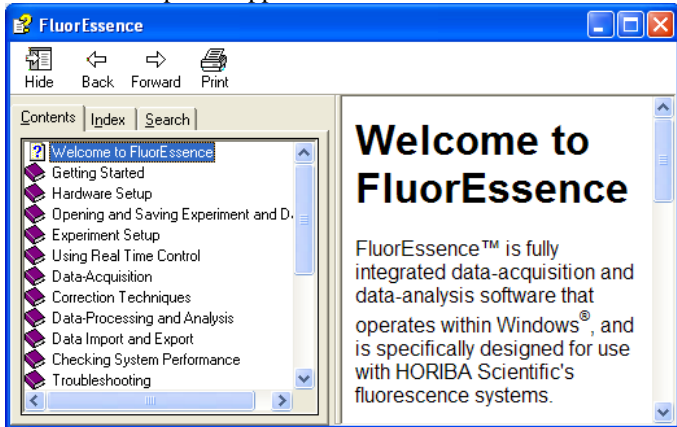 FluorEssence
Hide Back Forward Print
Contents Index Search
Welcome to FluorEssence
Getting Started
Hardware Setup
Opening and Saving Experiment and D
Experiment Setup
Using Real Time Control
Data-Acquisition
Correction Techniques
Data-Processing and Analysis
Data Import and Export
Checking System Performance
Troubleshooting
Welcome to
FluorEssence
FluorEssence™ is fully
integrated data-acquisition and
data-analysis software that
operates within Windows®, and
is specifically designed for use
with HORIBA Scientific's
fluorescence systems.